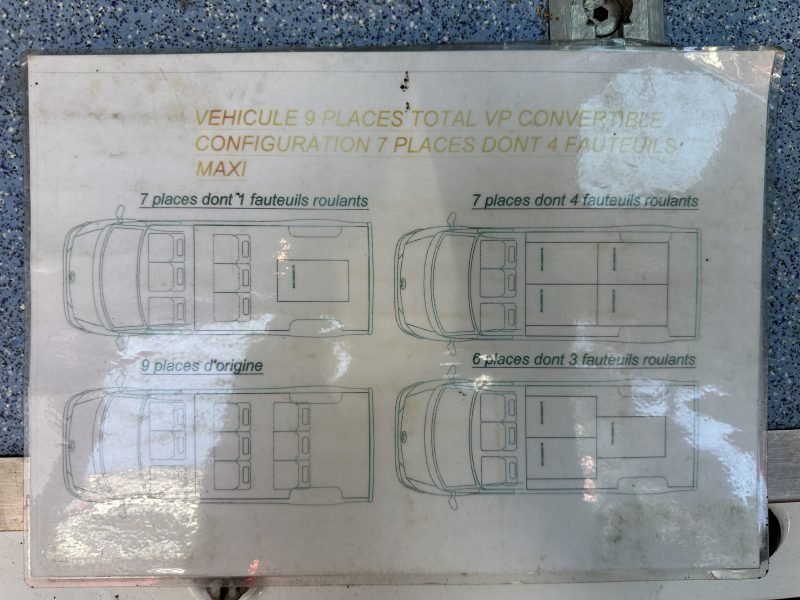 VEHICULE 9 PLACES TOTAL VP CONVERTIBLE
CONFIGURATION 7 PLACES DONT 4 FAUTEUILS
MAXI
7 places dont 1 fauteuils roulants
7 places dont 4 fauteuils roulants
9 places d'origine
6 places dont 3 fauteuils roulants